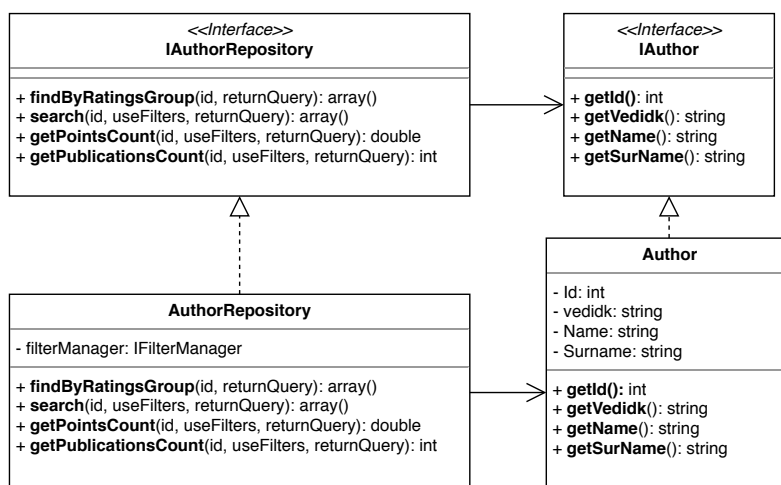 <<Interface>>
IAuthorRepository
+ findByRatingsGroup(id, returnQuery): array()
+ search(id, useFilters, returnQuery): array()
+ getPointsCount(id, useFilters, returnQuery): double
+ getPublicationsCount(id, useFilters, returnQuery): int
<<Interface>>
IAuthor
+ getId(): int
+ getVedidk(): string
+ getName(): string
+ getSurName(): string
AuthorRepository
- filterManager: IFilterManager
+ findByRatingsGroup(id, returnQuery): array()
+ search(id, useFilters, returnQuery): array()
+ getPointsCount(id, useFilters, returnQuery): double
+ getPublicationsCount(id, useFilters, returnQuery): int
Author
- Id: int
- vedidk: string
- Name: string
- Surname: string
+ getId(): int
+ getVedidk(): string
+ getName(): string
+ getSurName(): string